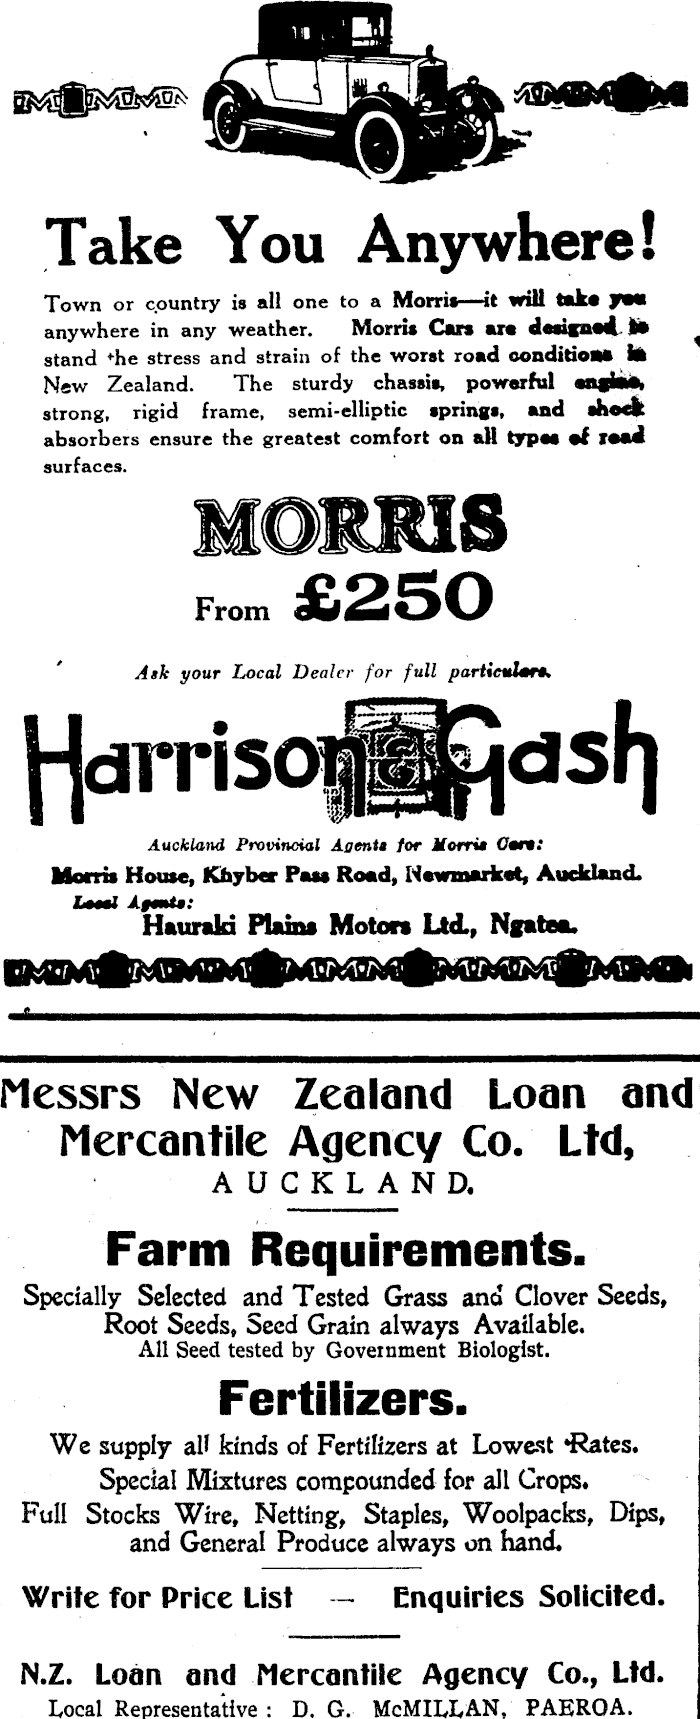 Take You Anywhere!
Town or country is all one to a Morris—it will take you
anywhere in any weather. Morris Cars are designed to
stand the stress and strain of the worst road conditions in
New Zealand. The sturdy chassis, powerful engine,
strong, rigid frame, semi-elliptic springs, and shock
absorbers ensure the greatest comfort on all types of road
surfaces.
MORRIS
From £250
Ask your Local Dealer for full particulars.
Harrison & Gash
Auckland Provincial Agents for Morris Cars:
Morris House, Khyber Pass Road, Newmarket, Auckland.
Local Agents:
Hauraki Plains Motors Ltd., Ngatea.
Messrs New Zealand Loan and
Mercantile Agency Co. Ltd,
AUCKLAND.
Farm Requirements.
Specially Selected and Tested Grass and Clover Seeds,
Root Seeds, Seed Grain always Available.
All Seed tested by Government Biologist.
Fertilizers.
We supply all kinds of Fertilizers at Lowest Rates.
Special Mixtures compounded for all Crops.
Full Stocks Wire, Netting, Staples, Woolpacks, Dips,
and General Produce always on hand.
Write for Price List — Enquiries Solicited.
N.Z. Loan and Mercantile Agency Co., Ltd.
Local Representative: D. G. McMILLAN, PAEROA.